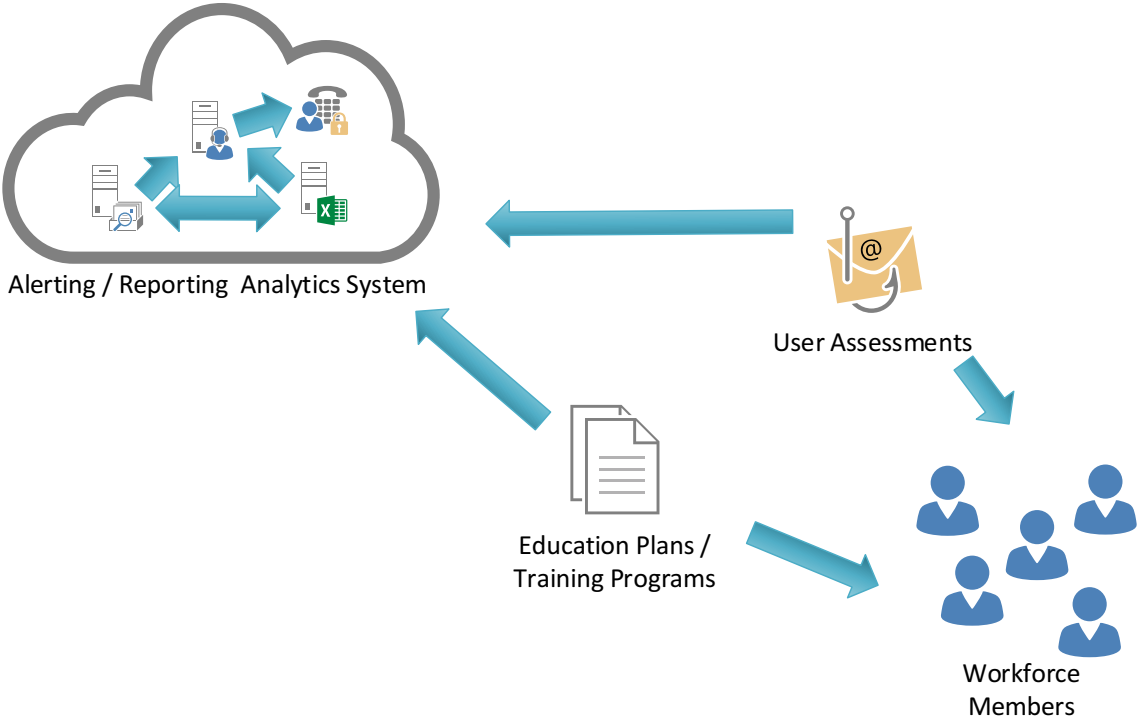 X
Alerting / Reporting Analytics System
@
User Assessments
Education Plans /
Training Programs
Workforce
Members